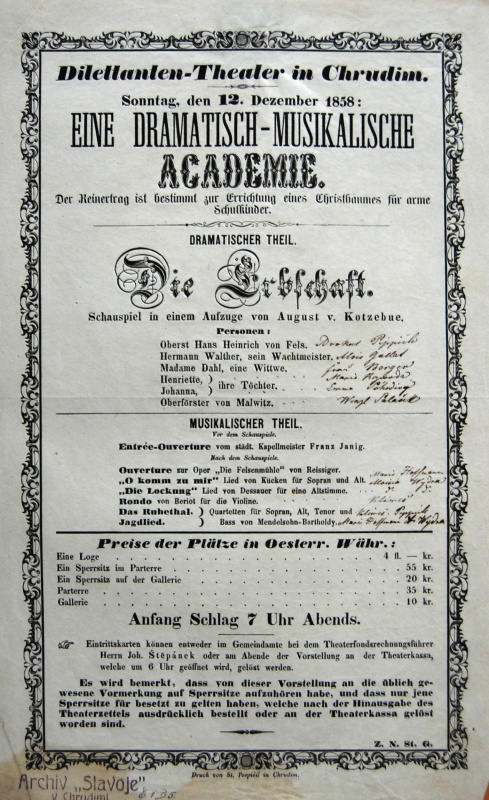 Dilettanten-Theater in Chrudim.
Sonntag, den 12. Dezember 1858:
EINE DRAMATISCH-MUSIKALISCHE
ACADEMIE.
Der Reinertrag ist bestimmt zur Errichtung eines Christbaumes für arme
Schulkinder.
DRAMATISCHER THEIL.
Die Erbschaft.
Schauspiel in einem Aufzuge von August v. Kotzebue.
Personen:
Oberst Hans Heinrich von Fels.
Hermann Walther, sein Wachtmeister.
Madame Dahl, eine Wittwe.
Henriette, } ihre Töchter.
Johanna,
Oberförster von Malwitz.
MUSIKALISCHER THEIL.
Vor dem Schauspiele.
Entrée-Ouverture vom städt. Kapellmeister Franz Janig.
Nach dem Schauspiele.
Ouverture zur Oper „Die Felsenmühle" von Reissiger.
„O komm zu mir" Lied von Kücken für Sopran und Alt.
„Die Lockung" Lied von Dessauer für eine Altstimme.
Rondo von Beriot für die Violine.
Das Ruhethal. } Quartetten für Sopran, Alt, Tenor und
Jagdlied. Bass von Mendelsohn-Bartholdy.
Preise der Plätze in Oesterr. Währ.:
Eine Loge 4 fl. — kr.
Ein Sperrsitz im Parterre 55 kr.
Ein Sperrsitz auf der Gallerie 20 kr.
Parterre 35 kr.
Gallerie 10 kr.
Anfang Schlag 7 Uhr Abends.
Eintrittskarten können entweder im Gemeindamte bei dem Theaterfondsrechnungsführer
Herrn Joh. Štěpánek oder am Abende der Vorstellung an der Theaterkassa,
welche um 6 Uhr geöffnet wird, gelöst werden.
Es wird bemerkt, dass von dieser Vorstellung an die üblich ge-
wesene Vormerkung auf Sperrsitze aufzuhören habe, und dass nur jene
Sperrsitze für besetzt zu gelten haben, welche nach der Hinausgabe des
Theaterzettels ausdrücklich bestellt oder an der Theaterkassa gelöst
worden sind.
Z. N. St. G.
Druck von St. Pospíšil in Chrudim.
Archiv „Slavoje"
v Chrudimi